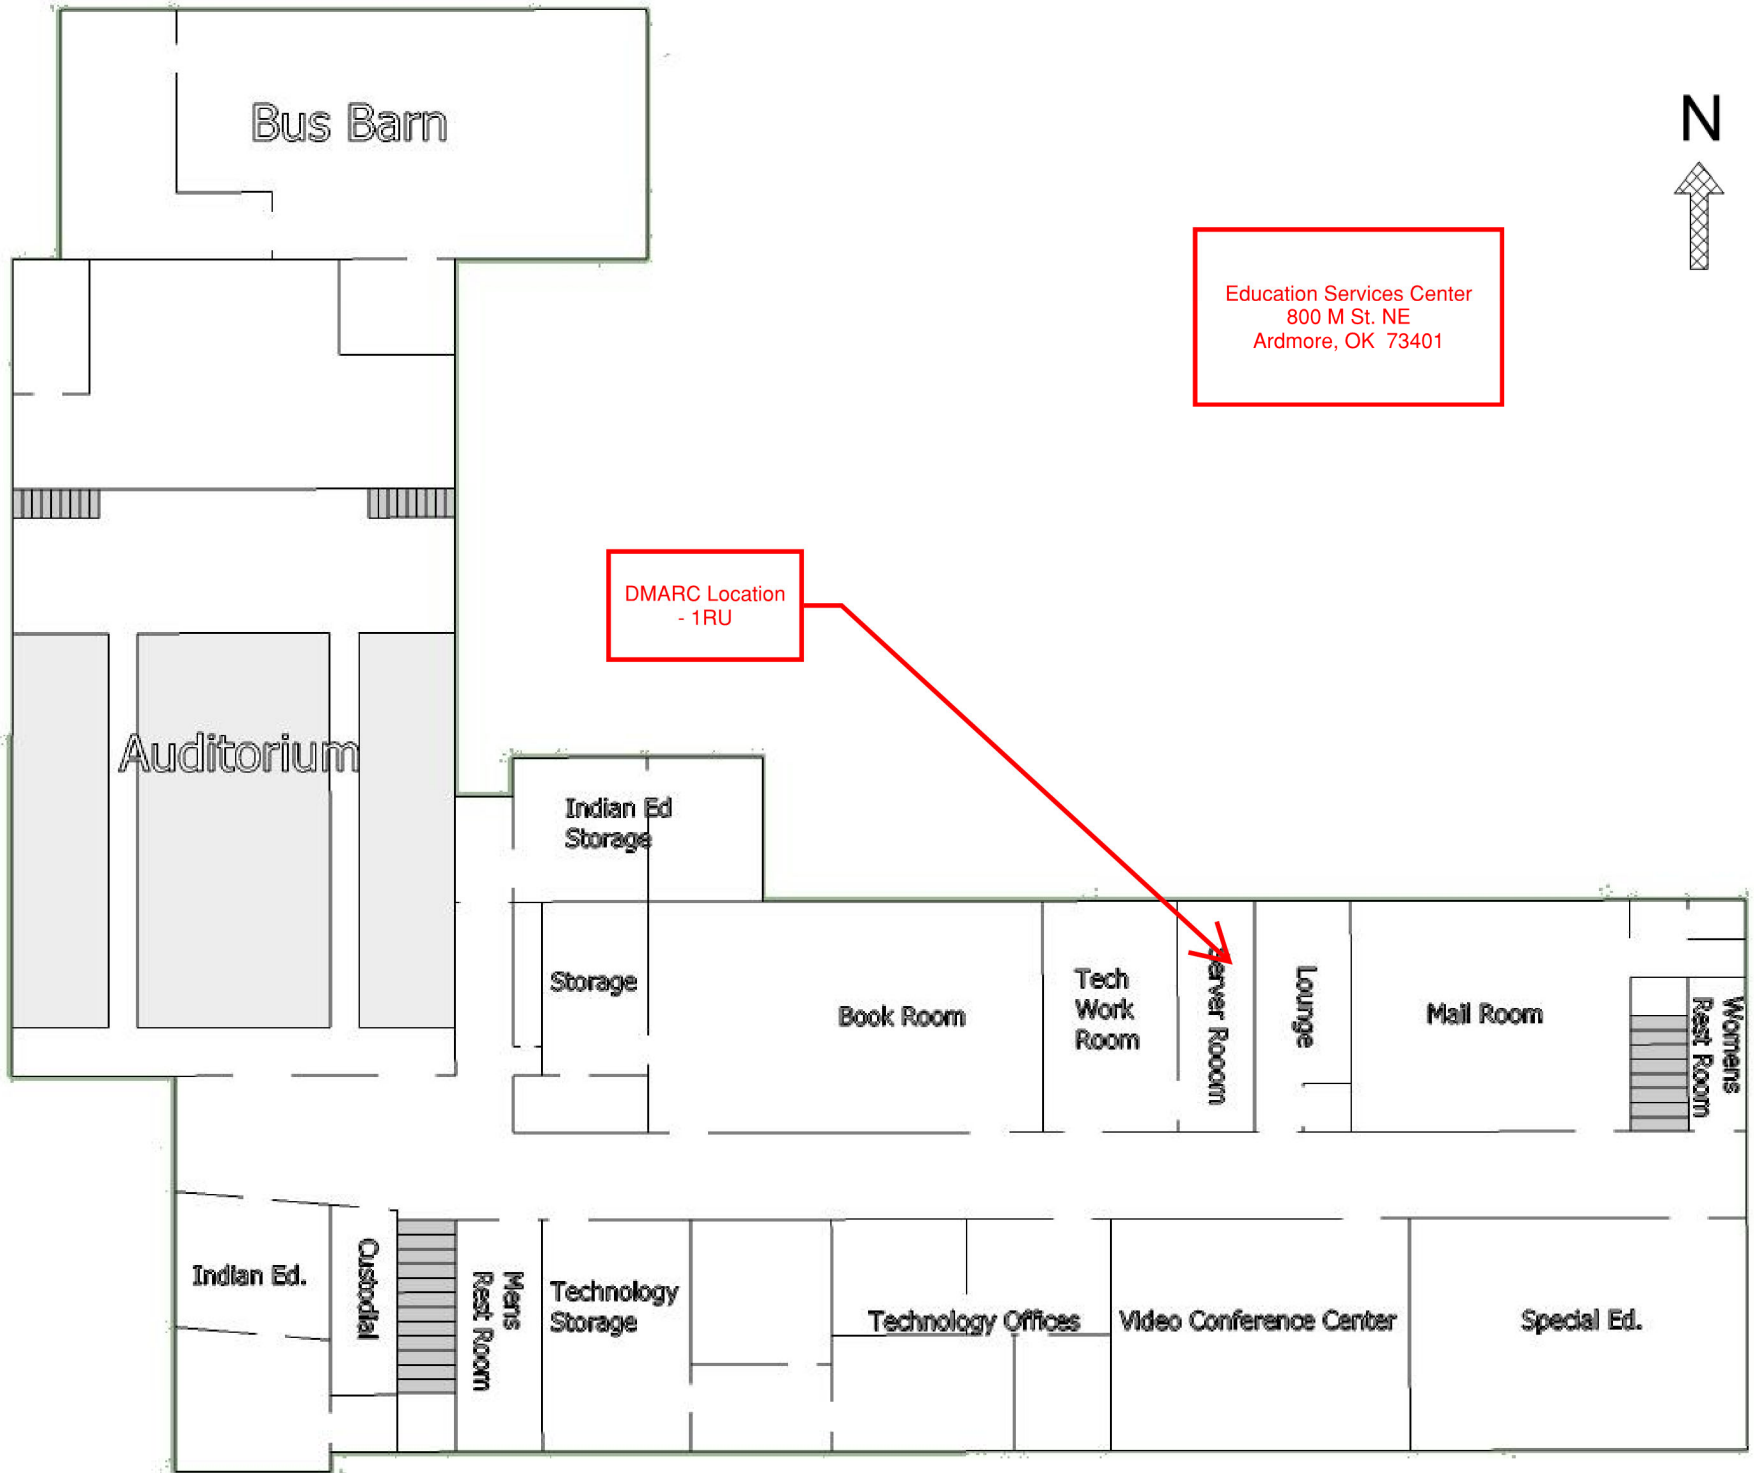 Bus Barn
N
Education Services Center
800 M St. NE
Ardmore, OK 73401
DMARC Location
- 1RU
Auditorium
Indian Ed
Storage
Storage
Book Room
Tech
Work
Room
Server Room
Lounge
Mail Room
Womens
Rest Room
Indian Ed.
Custodial
Mens
Rest Room
Technology
Storage
Technology Offices
Video Conference Center
Special Ed.